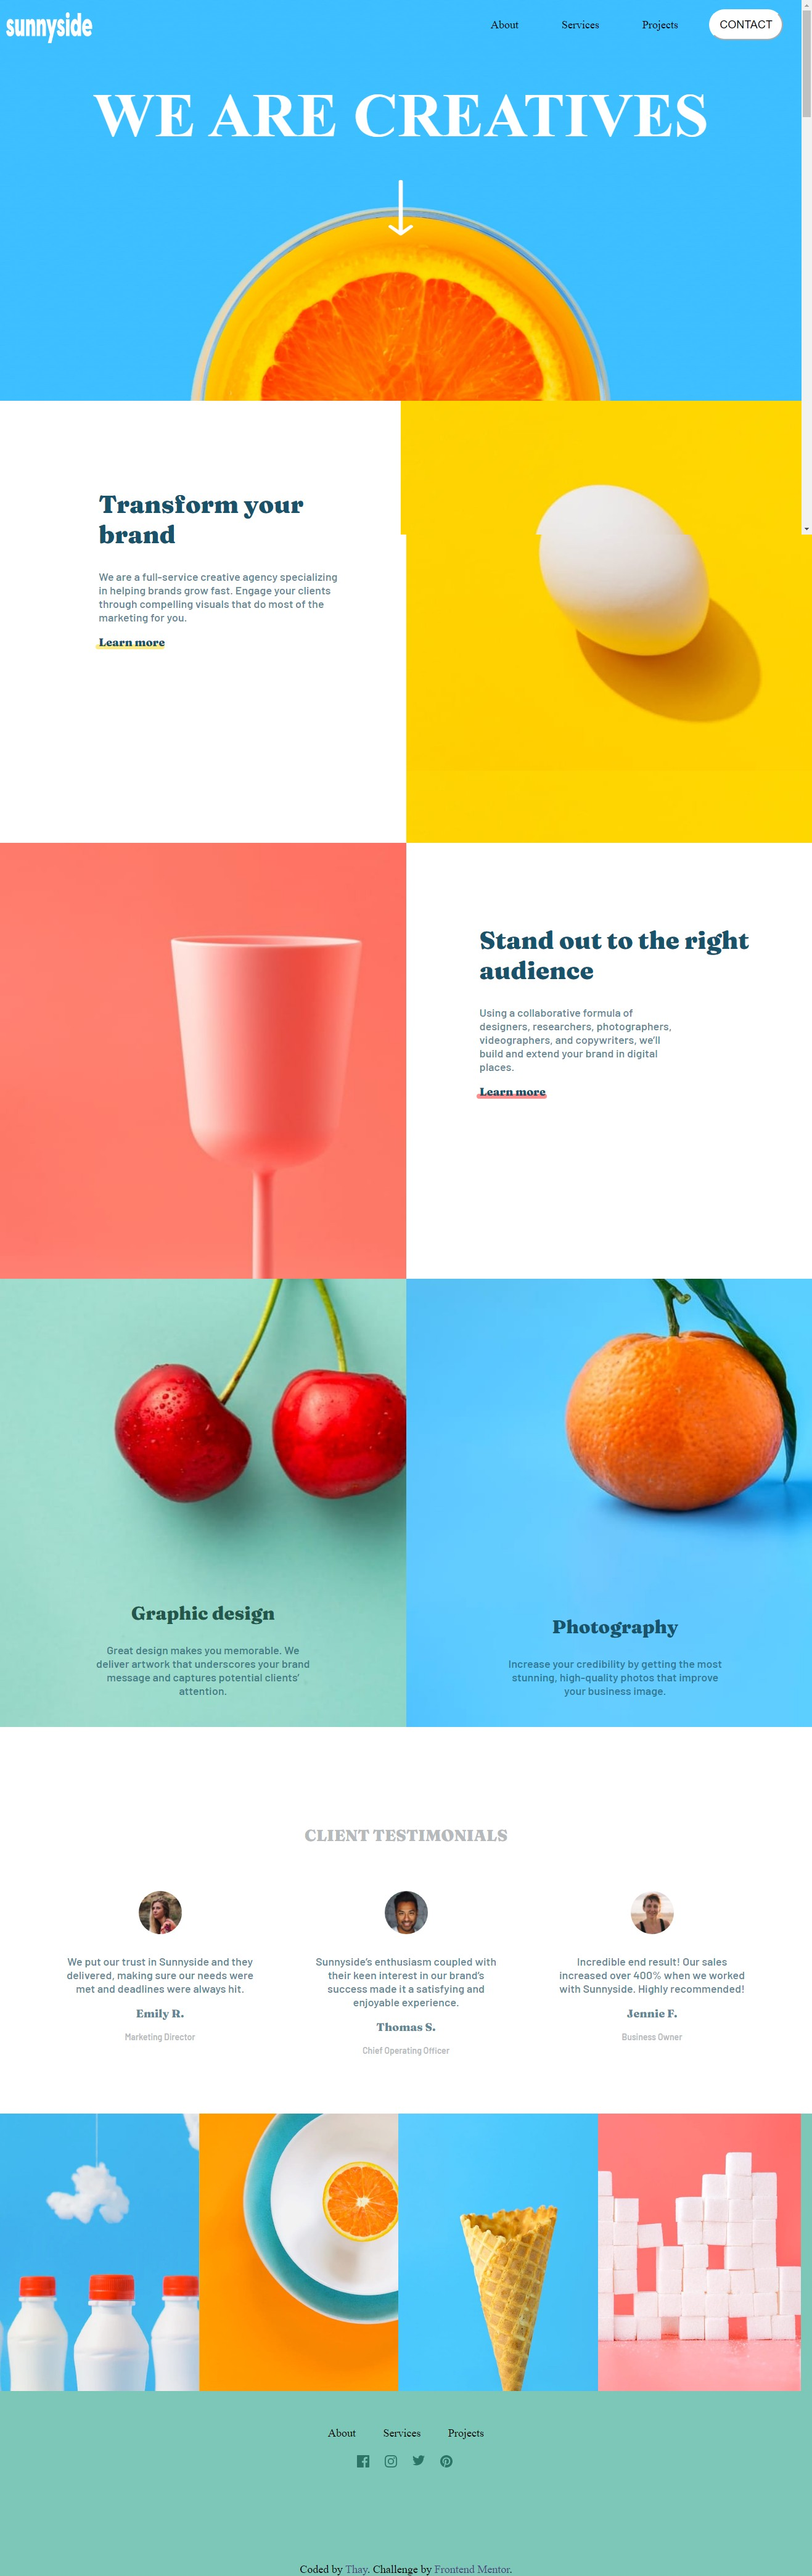 sunnyside
About Services Projects CONTACT
WE ARE CREATIVES
Transform your
brand
We are a full-service creative agency specializing
in helping brands grow fast. Engage your clients
through compelling visuals that do most of the
marketing for you.
Learn more
Stand out to the right
audience
Using a collaborative formula of
designers, researchers, photographers,
videographers, and copywriters, we'll
build and extend your brand in digital
places.
Learn more
Graphic design
Great design makes you memorable. We
deliver artwork that underscores your brand
message and captures potential clients'
attention.
Photography
Increase your credibility by getting the most
stunning, high-quality photos that improve
your business image.
CLIENT TESTIMONIALS
We put our trust in Sunnyside and they
delivered, making sure our needs were
met and deadlines were always hit.
Emily R.
Marketing Director
Sunnyside's enthusiasm coupled with
their keen interest in our brand's
success made it a satisfying and
enjoyable experience.
Thomas S.
Chief Operating Officer
Incredible end result! Our sales
increased over 400% when we worked
with Sunnyside. Highly recommended!
Jennie F.
Business Owner
About Services Projects
Coded by Thay. Challenge by Frontend Mentor.